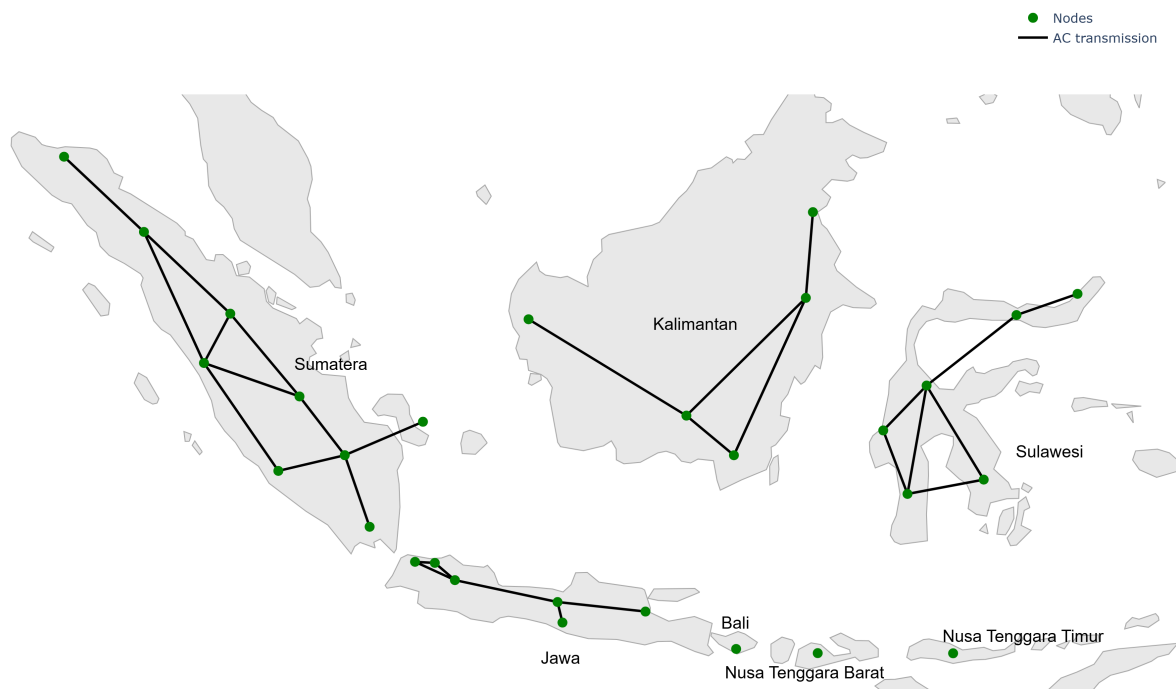 Nodes
AC transmission
Kalimantan
Sumatera
Sulawesi
Bali
Nusa Tenggara Timur
Jawa
Nusa Tenggara Barat